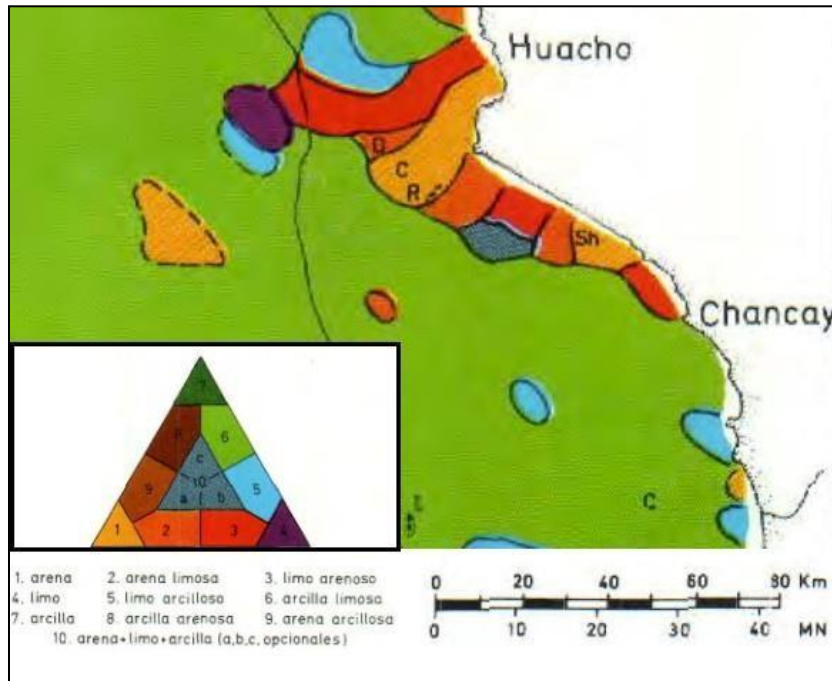 Huacho
D
C
R
Sh
Chancay
7
8 6
c
10
9 a b 5
1 2 3 4
C
1. arena 2. arena limosa 3. limo arenoso
4. limo 5. limo arcilloso 6. arcilla limosa
7. arcilla 8. arcilla arenosa 9. arena arcillosa
10. arena+limo+arcilla (a,b,c, opcionales)
0 20 40 60 80 Km
0 10 20 30 40 MN